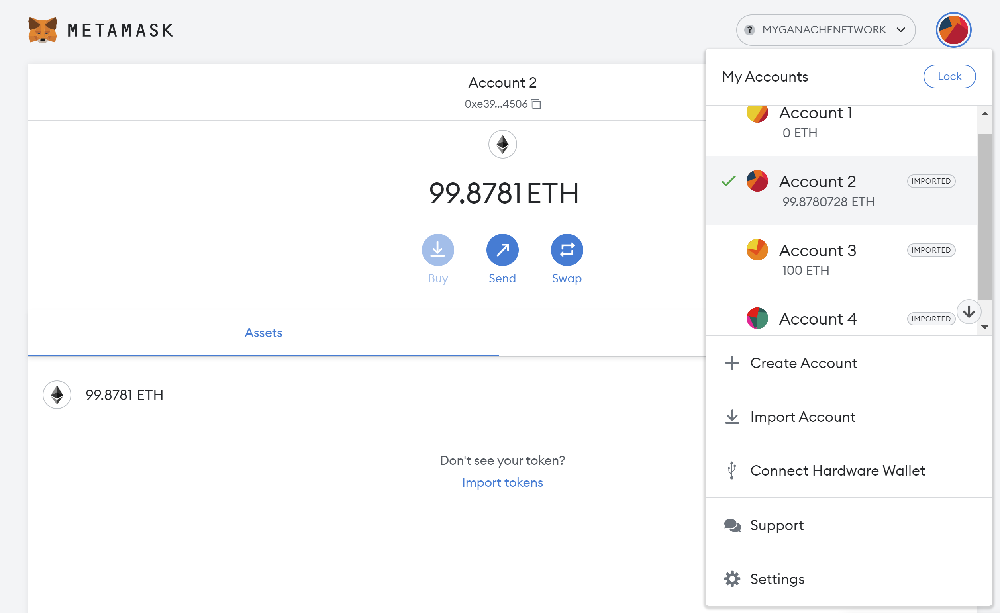 METAMASK
? MYGANACHENETWORK
Account 2
0xe39...4506
99.8781 ETH
Buy
Send
Swap
Assets
99.8781 ETH
Don't see your token?
Import tokens
My Accounts
Lock
Account 1
0 ETH
Account 2
IMPORTED
99.8780728 ETH
Account 3
IMPORTED
100 ETH
Account 4
IMPORTED
Create Account
Import Account
Connect Hardware Wallet
Support
Settings